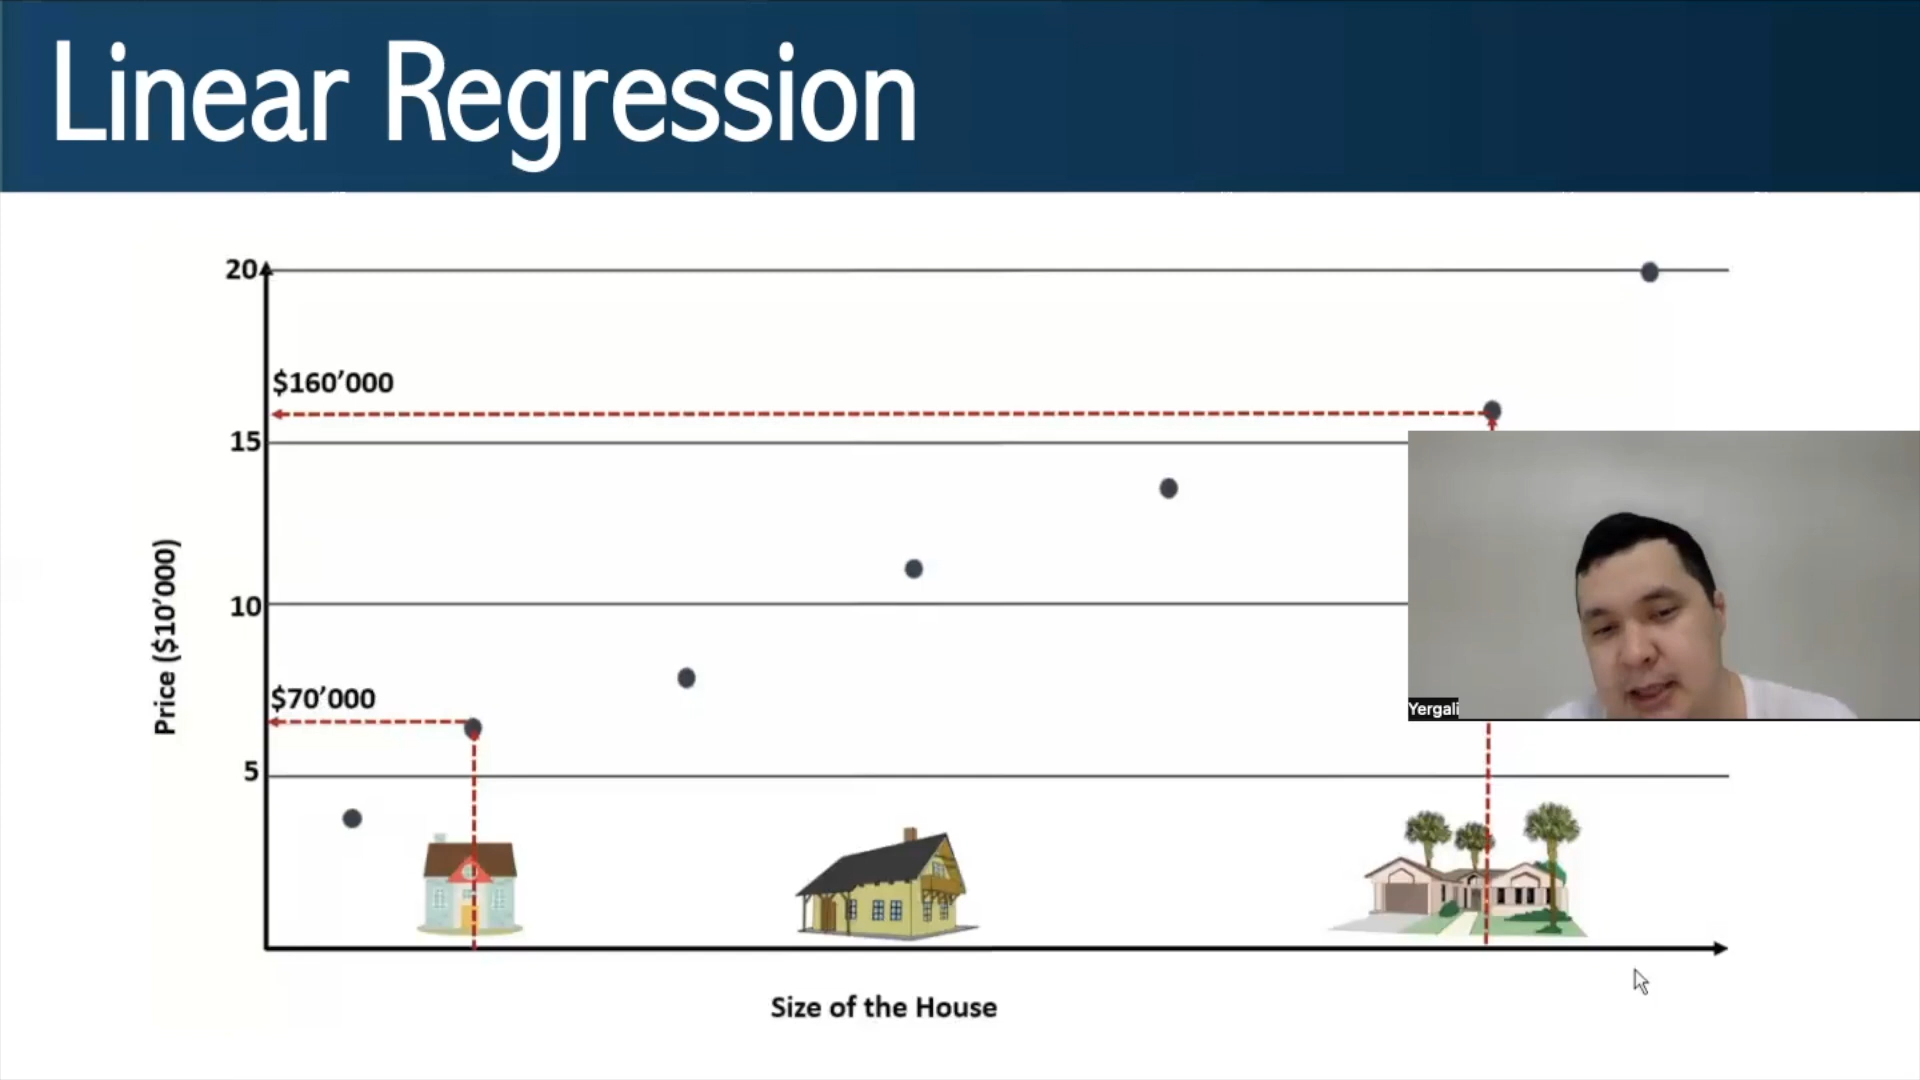 Linear Regression
20
$160’000
15
10
$70’000
5
Price ($10’000)
Size of the House
Yergali